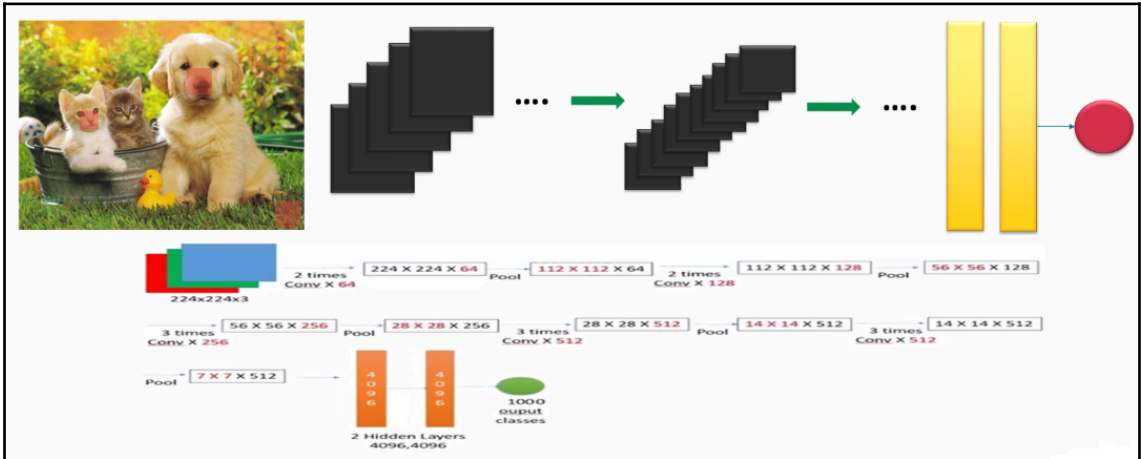 ....
....
224x224x3
2 times
Conv X 64
224 X 224 X 64
Pool
112 X 112 X 64
2 times
Conv X 128
112 X 112 X 128
Pool
56 X 56 X 128
3 times
Conv X 256
56 X 56 X 256
Pool
28 X 28 X 256
3 times
Conv X 512
28 X 28 X 512
Pool
14 X 14 X 512
3 times
Conv X 512
14 X 14 X 512
Pool
7 X 7 X 512
4096
4096
1000
ouput
classes
2 Hidden Layers
4096,4096